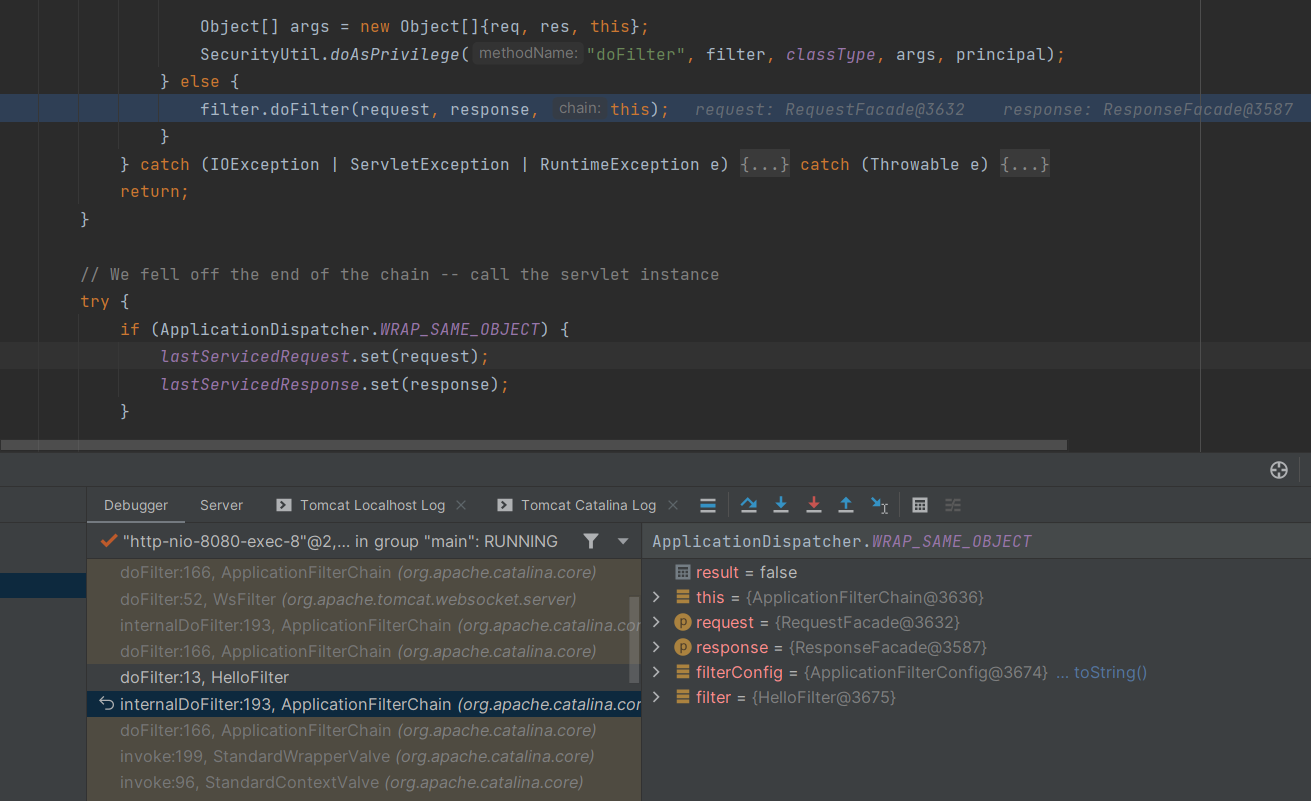 Object[] args = new Object[]{req, res, this};
SecurityUtil.doAsPrivilege( methodName: "doFilter", filter, classType, args, principal);
} else {
filter.doFilter(request, response, chain: this); request: RequestFacade@3632 response: ResponseFacade@3587
}
} catch (IOException | ServletException | RuntimeException e) {...} catch (Throwable e) {...}
return;
}
// We fell off the end of the chain -- call the servlet instance
try {
if (ApplicationDispatcher.WRAP_SAME_OBJECT) {
lastServicedRequest.set(request);
lastServicedResponse.set(response);
}
Debugger Server Tomcat Localhost Log Tomcat Catalina Log
"http-nio-8080-exec-8"@2,... in group "main": RUNNING
doFilter:166, ApplicationFilterChain (org.apache.catalina.core)
doFilter:52, WsFilter (org.apache.tomcat.websocket.server)
internalDoFilter:193, ApplicationFilterChain (org.apache.catalina.cor
doFilter:166, ApplicationFilterChain (org.apache.catalina.core)
doFilter:13, HelloFilter
internalDoFilter:193, ApplicationFilterChain (org.apache.catalina.cor
doFilter:166, ApplicationFilterChain (org.apache.catalina.core)
invoke:199, StandardWrapperValve (org.apache.catalina.core)
invoke:96, StandardContextValve (org.apache.catalina.core)
ApplicationDispatcher.WRAP_SAME_OBJECT
result = false
this = {ApplicationFilterChain@3636}
request = {RequestFacade@3632}
response = {ResponseFacade@3587}
filterConfig = {ApplicationFilterConfig@3674} ... toString()
filter = {HelloFilter@3675}